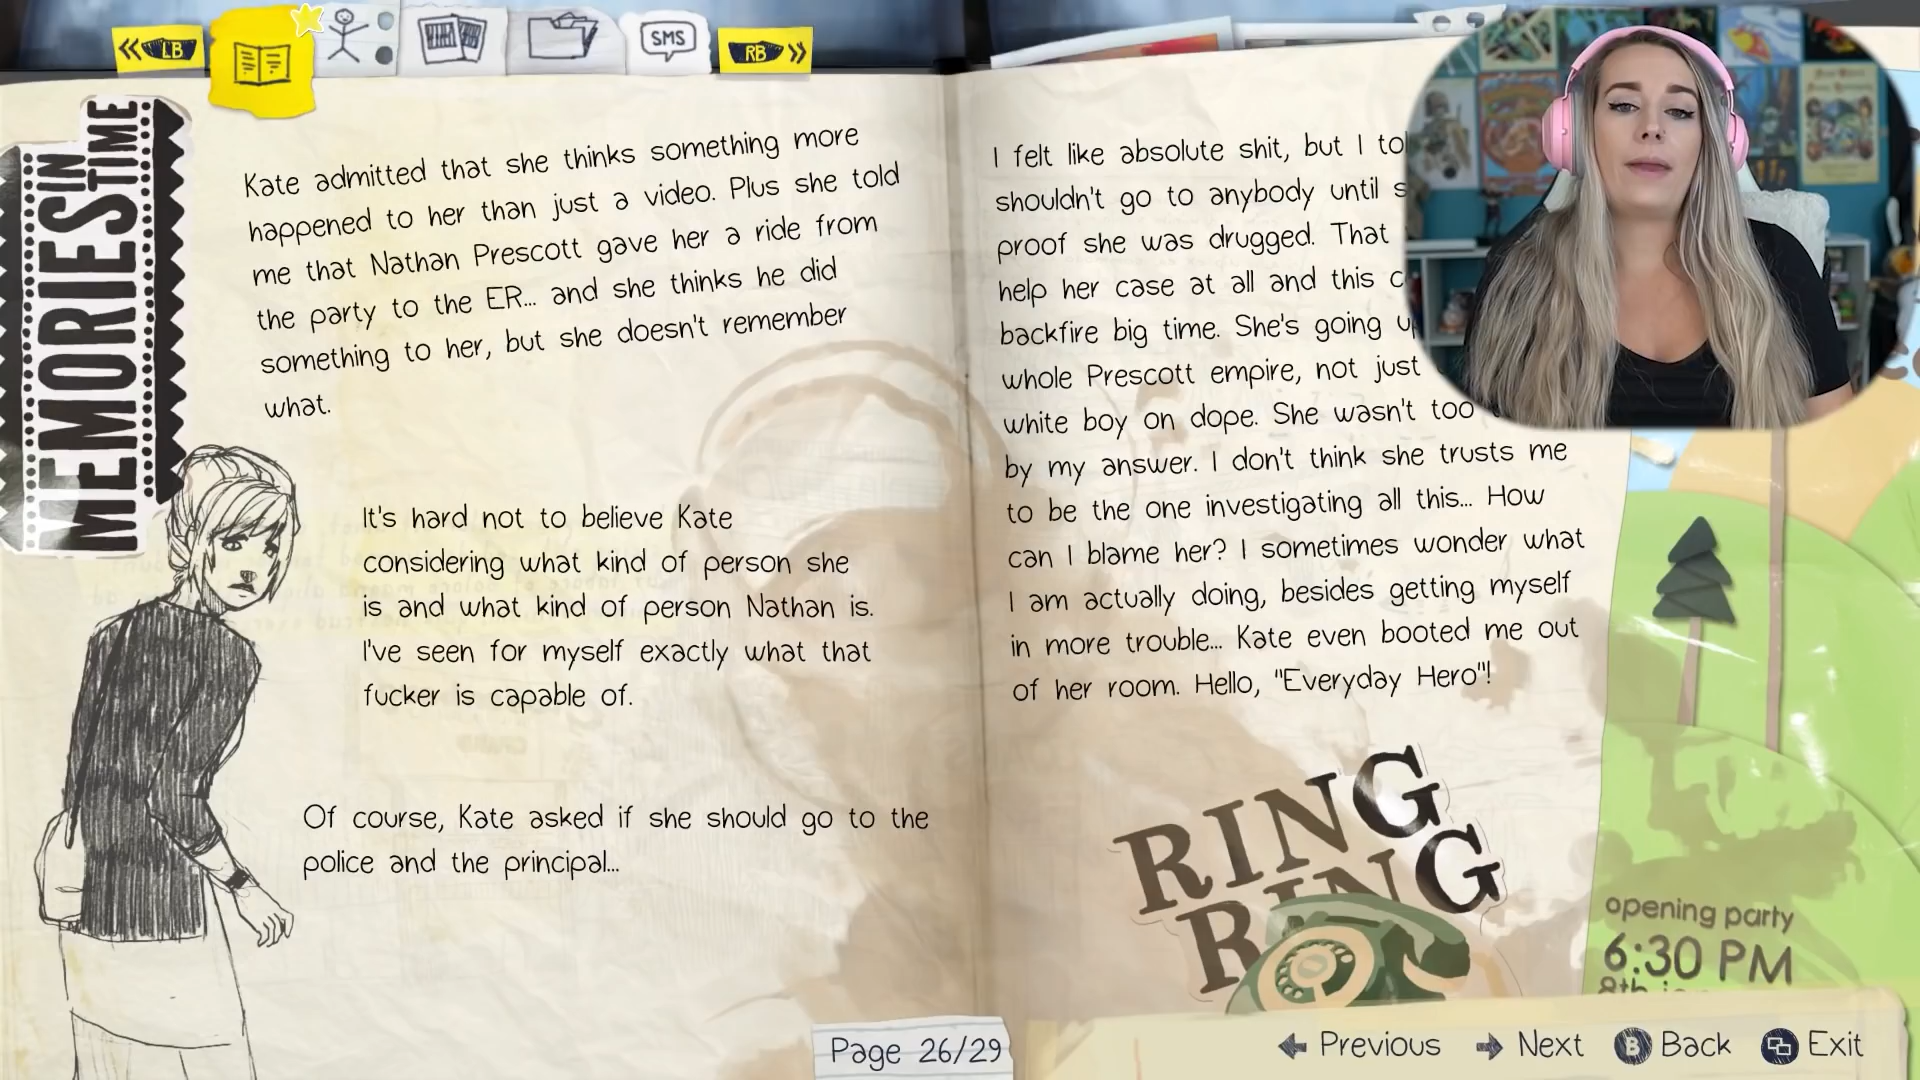 LB
SMS
RB
MEMORIES IN TIME
Kate admitted that she thinks something more
happened to her than just a video. Plus she told
me that Nathan Prescott gave her a ride from
the party to the ER... and she thinks he did
something to her, but she doesn't remember
what.
It's hard not to believe Kate
considering what kind of person she
is and what kind of person Nathan is.
I've seen for myself exactly what that
fucker is capable of.
Of course, Kate asked if she should go to the
police and the principal...
I felt like absolute shit, but I
shouldn't go to anybody until
proof she was drugged. That
help her case at all and this
backfire big time. She's going
whole Prescott empire, not just
white boy on dope. She wasn't too
by my answer. I don't think she trusts me
to be the one investigating all this... How
can I blame her? I sometimes wonder what
I am actually doing, besides getting myself
in more trouble... Kate even booted me out
of her room. Hello, "Everyday Hero"!
RING
RING
opening party
6:30 PM
8th
Page 26/29
Previous
Next
B Back
Exit